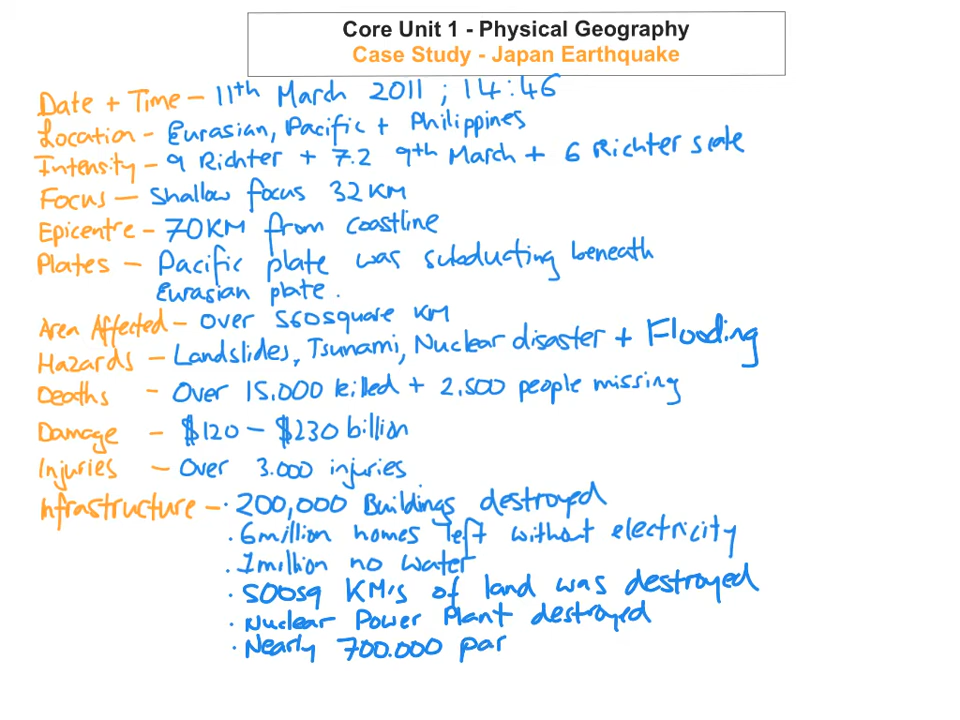 Core Unit 1 - Physical Geography
Case Study - Japan Earthquake
Date + Time - 11th March 2011 ; 14:46
Location - Eurasian, Pacific + Philippines
Intensity - 9 Richter + 7.2 9th March + 6 Richter scale
Focus - Shallow focus 32KM
Epicentre - 70KM from coastline
Plates - Pacific plate was subducting beneath
Eurasian plate.
Area Affected - Over 560square KM
Hazards - Landslides, Tsunami, Nuclear disaster + Flooding
Deaths - Over 15,000 killed + 2,500 people missing
Damage - $120 - $230 billion
Injuries - Over 3.000 injuries
Infrastructure - · 200,000 Buildings destroyed
· 6million homes left without electricity
· 1million no water
· 500sq KM's of land was destroyed
· Nuclear Power Plant destroyed
· Nearly 700.000 par